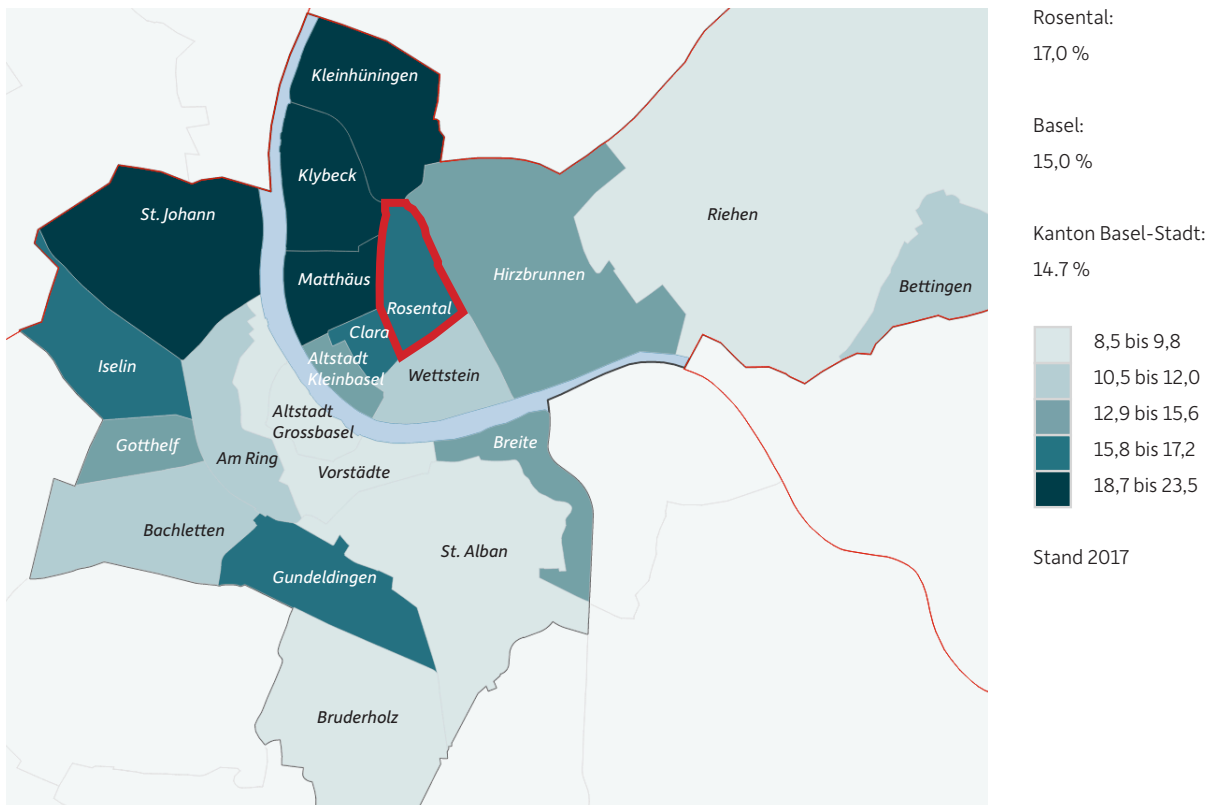 Kleinhüningen
Klybeck
St. Johann
Riehen
Matthäus
Hirzbrunnen
Bettingen
Rosental
Clara
Altstadt
Kleinbasel
Iselin
Wettstein
Altstadt
Grossbasel
Gotthelf
Breite
Am Ring
Vorstädte
Bachletten
St. Alban
Gundeldingen
Bruderholz
Rosental:
17,0 %
Basel:
15,0 %
Kanton Basel-Stadt:
14.7 %
8,5 bis 9,8
10,5 bis 12,0
12,9 bis 15,6
15,8 bis 17,2
18,7 bis 23,5
Stand 2017